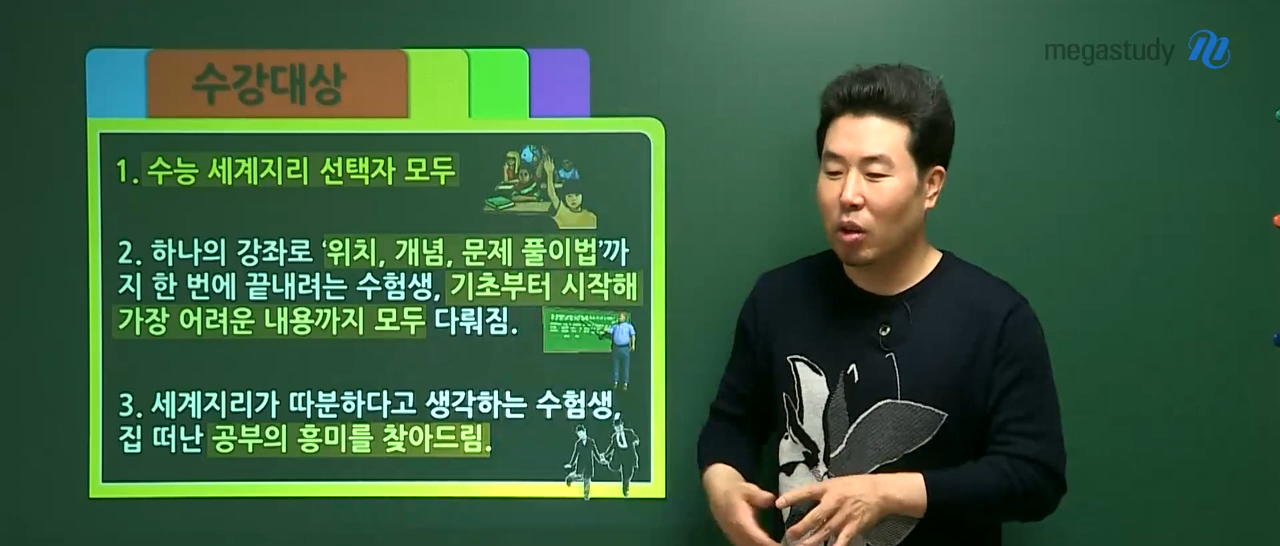 megastudy
수강대상
1. 수능 세계지리 선택자 모두
2. 하나의 강좌로 '위치, 개념, 문제 풀이법'까
지 한 번에 끝내려는 수험생, 기초부터 시작해
가장 어려운 내용까지 모두 다뤄짐.
3. 세계지리가 따분하다고 생각하는 수험생,
집 떠난 공부의 흥미를 찾아드림.